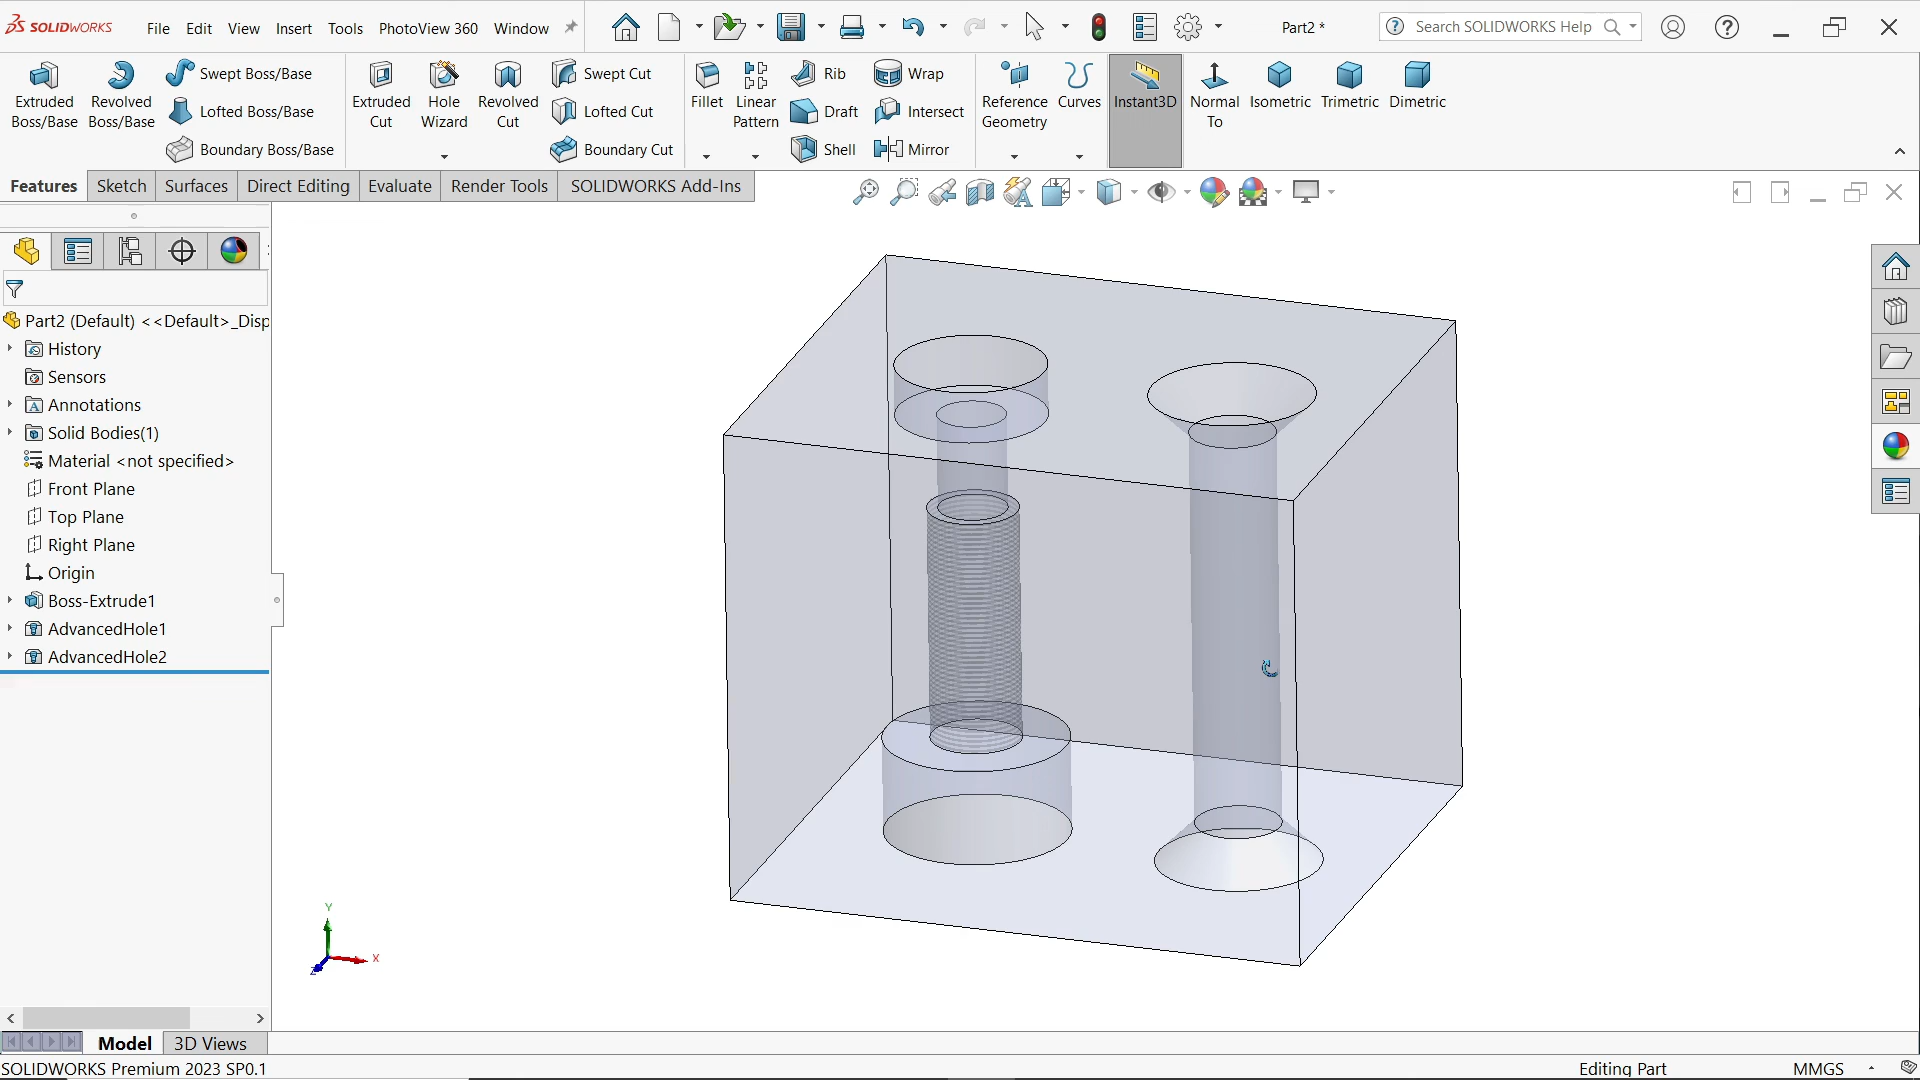 SOLIDWORKS File Edit View Insert Tools PhotoView 360 Window Part2 * Search SOLIDWORKS Help
Extruded Boss/Base
Revolved Boss/Base
Swept Boss/Base
Lofted Boss/Base
Boundary Boss/Base
Extruded Cut
Hole Wizard
Revolved Cut
Swept Cut
Lofted Cut
Boundary Cut
Fillet
Linear Pattern
Rib
Draft
Shell
Wrap
Intersect
Mirror
Reference Geometry
Curves
Instant3D
Normal To
Isometric
Trimetric
Dimetric
Features Sketch Surfaces Direct Editing Evaluate Render Tools SOLIDWORKS Add-Ins
Part2 (Default) <<Default>_Disp
History
Sensors
Annotations
Solid Bodies(1)
Material <not specified>
Front Plane
Top Plane
Right Plane
Origin
Boss-Extrude1
AdvancedHole1
AdvancedHole2
Y
X
Z
Model 3D Views
SOLIDWORKS Premium 2023 SP0.1 Editing Part MMGS